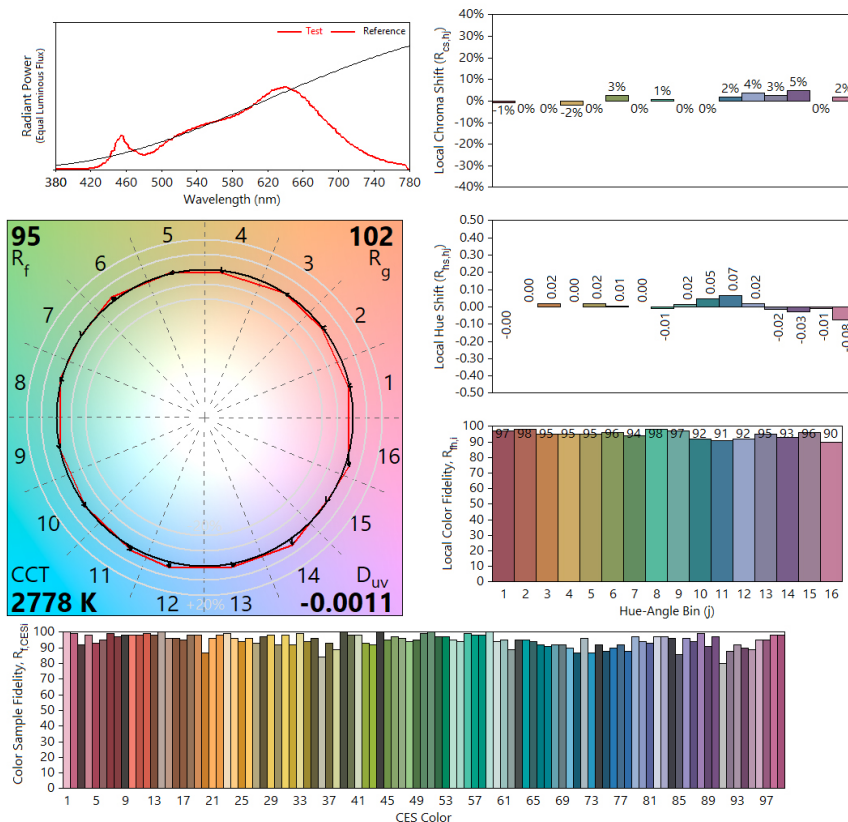 Test Reference
Radiant Power
(Equal Luminous Flux)
380 420 460 500 540 580 620 660 700 740 780
Wavelength (nm)
Local Chroma Shift (Rcs,hj)
40%
30%
20%
10%
0%
-10%
-20%
-30%
-40%
-1% 0% 0% -2% 0% 3% 0% 1% 0% 0% 2% 4% 3% 5% 0% 2%
95
Rf
102
Rg
5 4
6 3
7 2
8 1
9 16
10 15
11 14
12 13
+20%
CCT
2778 K
Duv
-0.0011
Local Hue Shift (Rhs,hj)
0.50
0.40
0.30
0.20
0.10
0.00
-0.10
-0.20
-0.30
-0.40
-0.50
-0.00 0.00 0.02 0.00 0.02 0.01 0.00 -0.01 0.02 0.05 0.07 0.02 -0.02 -0.03 -0.01 -0.08
Local Color Fidelity, Rfh,i
100
90
80
70
60
50
40
30
20
10
0
97 98 95 95 95 96 94 98 97 92 91 92 95 93 96 90
1 2 3 4 5 6 7 8 9 10 11 12 13 14 15 16
Hue-Angle Bin (j)
Color Sample Fidelity, Rf,CESi
100
90
80
70
60
50
40
30
20
10
0
1 5 9 13 17 21 25 29 33 37 41 45 49 53 57 61 65 69 73 77 81 85 89 93 97
CES Color